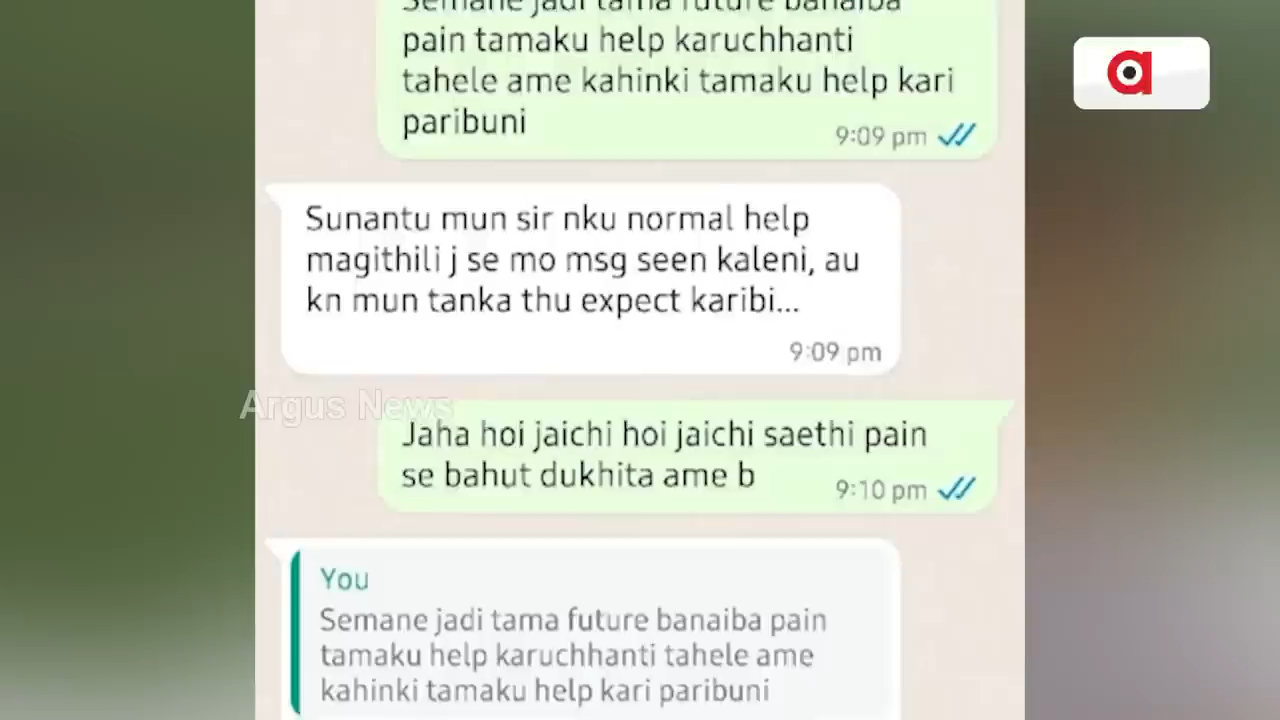 Semane jadi tama future banaiba
pain tamaku help karuchhanti
tahele ame kahinki tamaku help kari
paribuni
9:09 pm
Sunantu mun sir nku normal help
magithili j se mo msg seen kaleni, au
kn mun tanka thu expect karibi...
9:09 pm
Argus News
Jaha hoi jaichi hoi jaichi saethi pain
se bahut dukhita ame b
9:10 pm
You
Semane jadi tama future banaiba pain
tamaku help karuchhanti tahele ame
kahinki tamaku help kari paribuni